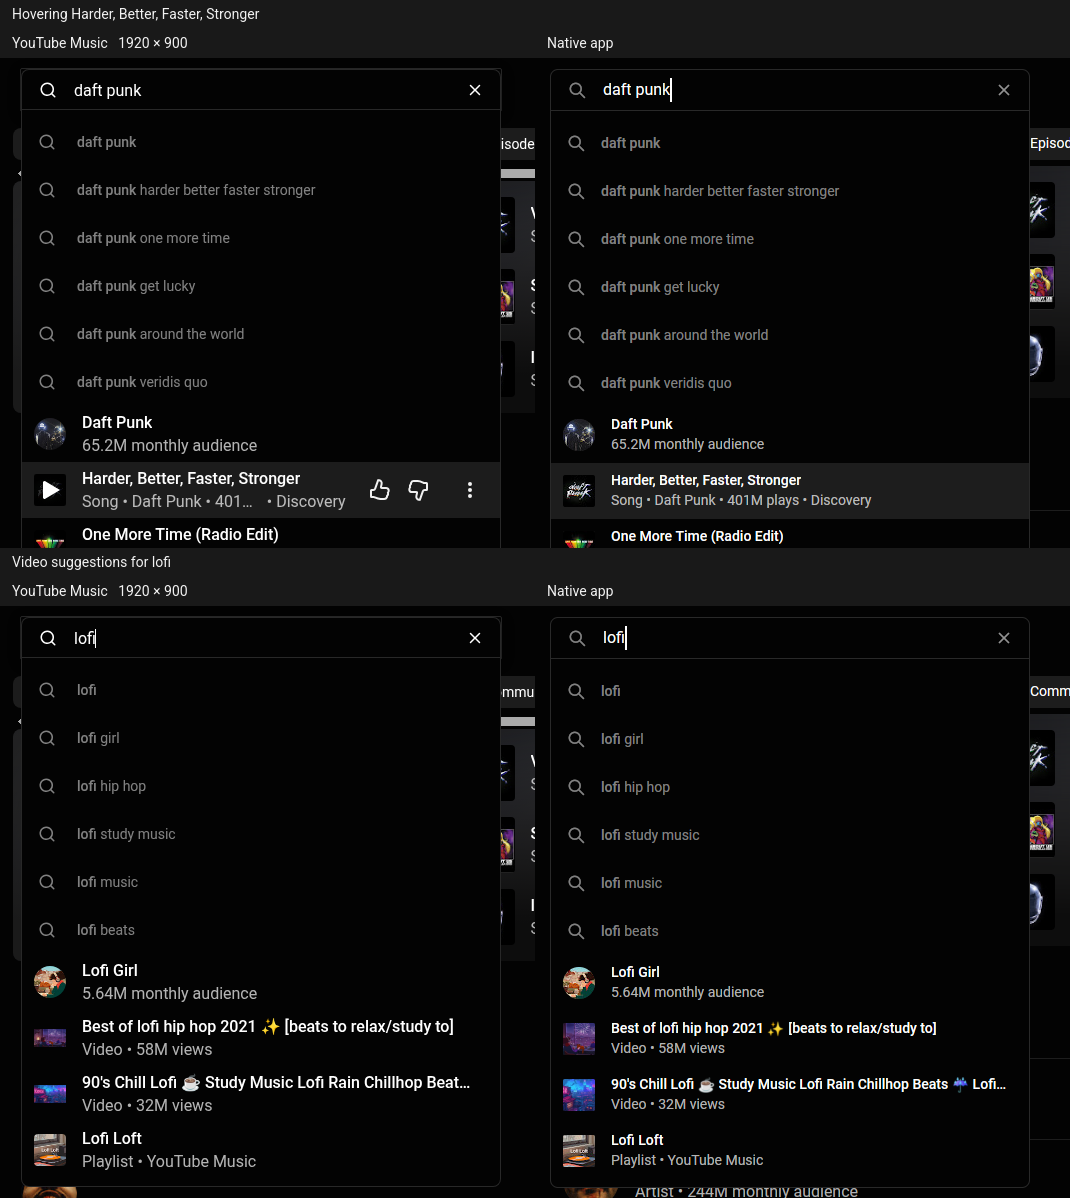 Hovering Harder, Better, Faster, Stronger
YouTube Music 1920 × 900
daft punk
daft punk
daft punk harder better faster stronger
daft punk one more time
daft punk get lucky
daft punk around the world
daft punk veridis quo
Daft Punk
65.2M monthly audience
Harder, Better, Faster, Stronger
Song • Daft Punk • 401… • Discovery
One More Time (Radio Edit)
isode
Native app
daft punk
daft punk
daft punk harder better faster stronger
daft punk one more time
daft punk get lucky
daft punk around the world
daft punk veridis quo
Daft Punk
65.2M monthly audience
Harder, Better, Faster, Stronger
Song • Daft Punk • 401M plays • Discovery
One More Time (Radio Edit)
Episod
Video suggestions for lofi
YouTube Music 1920 × 900
lofi
lofi
lofi girl
lofi hip hop
lofi study music
lofi music
lofi beats
Lofi Girl
5.64M monthly audience
Best of lofi hip hop 2021 ✨ [beats to relax/study to]
Video • 58M views
90's Chill Lofi ☕ Study Music Lofi Rain Chillhop Beat…
Video • 32M views
Lofi Loft
Playlist • YouTube Music
ommu
Native app
lofi
lofi
lofi girl
lofi hip hop
lofi study music
lofi music
lofi beats
Lofi Girl
5.64M monthly audience
Best of lofi hip hop 2021 ✨ [beats to relax/study to]
Video • 58M views
90's Chill Lofi ☕ Study Music Lofi Rain Chillhop Beats ☔ Lofi…
Video • 32M views
Lofi Loft
Playlist • YouTube Music
Comm
Artist • 244M monthly audience